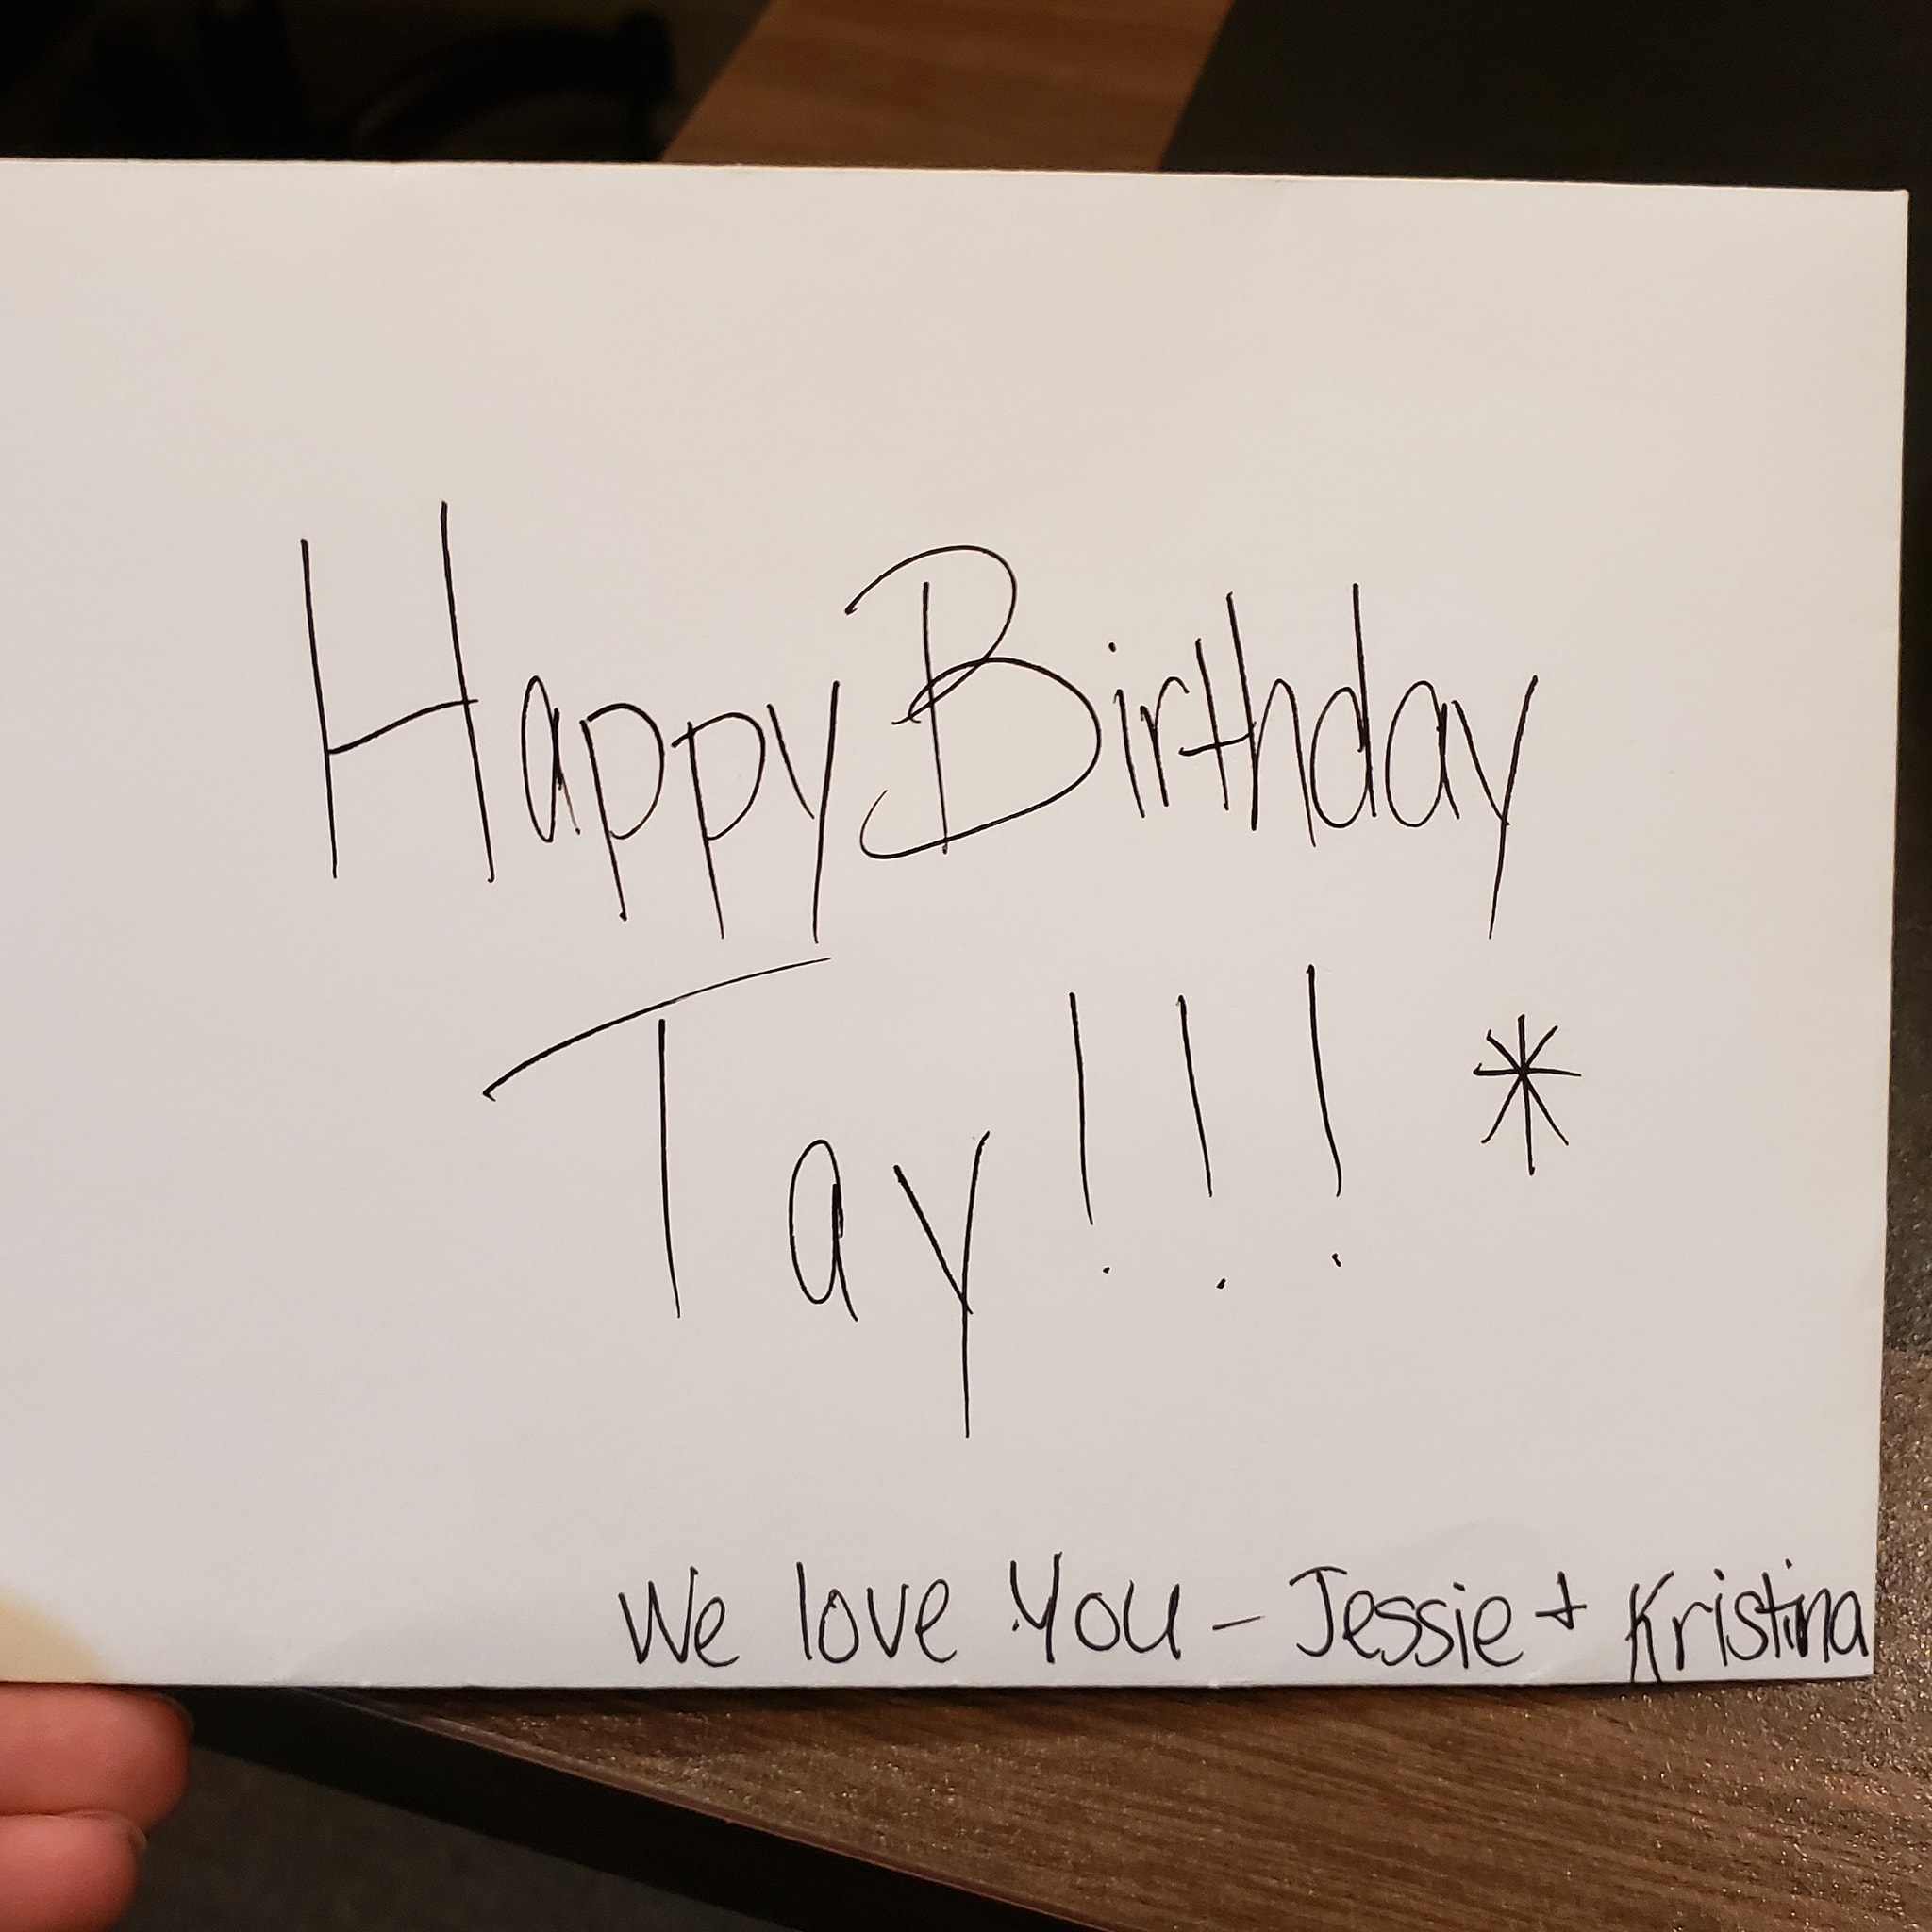 Happy Birthday
Tay!!! *
We love You - Jessie + Kristina